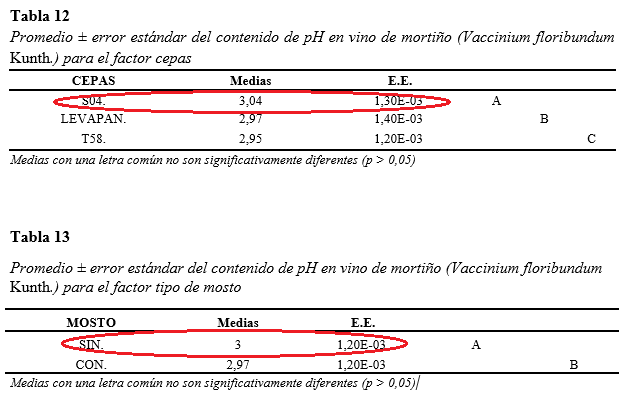 Tabla 12
Promedio ± error estándar del contenido de pH en vino de mortiño (Vaccinium floribundum
Kunth.) para el factor cepas
CEPAS Medias E.E.
S04. 3,04 1,30E-03 A
LEVAPAN. 2,97 1,40E-03 B
T58. 2,95 1,20E-03 C
Medias con una letra común no son significativamente diferentes (p > 0,05)
Tabla 13
Promedio ± error estándar del contenido de pH en vino de mortiño (Vaccinium floribundum
Kunth.) para el factor tipo de mosto
MOSTO Medias E.E.
SIN. 3 1,20E-03 A
CON. 2,97 1,20E-03 B
Medias con una letra común no son significativamente diferentes (p > 0,05)